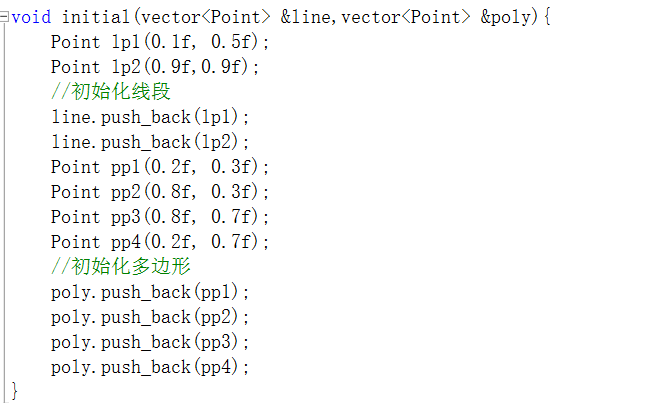 void initial(vector<Point> &line,vector<Point> &poly){
    Point lp1(0.1f, 0.5f);
    Point lp2(0.9f,0.9f);
    //初始化线段
    line.push_back(lp1);
    line.push_back(lp2);
    Point pp1(0.2f, 0.3f);
    Point pp2(0.8f, 0.3f);
    Point pp3(0.8f, 0.7f);
    Point pp4(0.2f, 0.7f);
    //初始化多边形
    poly.push_back(pp1);
    poly.push_back(pp2);
    poly.push_back(pp3);
    poly.push_back(pp4);
}